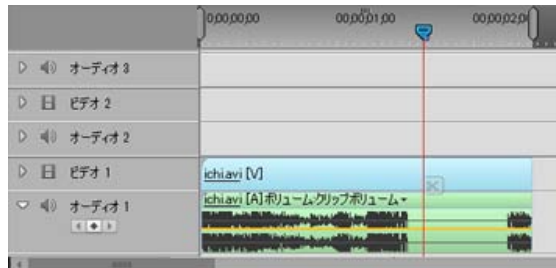 0,00,00,00 00,00,01,00 00,00,02,0
オーディオ 3
ビデオ 2
オーディオ 2
ビデオ 1
ichi.avi [V]
オーディオ 1
ichi.avi [A] ボリューム:クリップボリューム